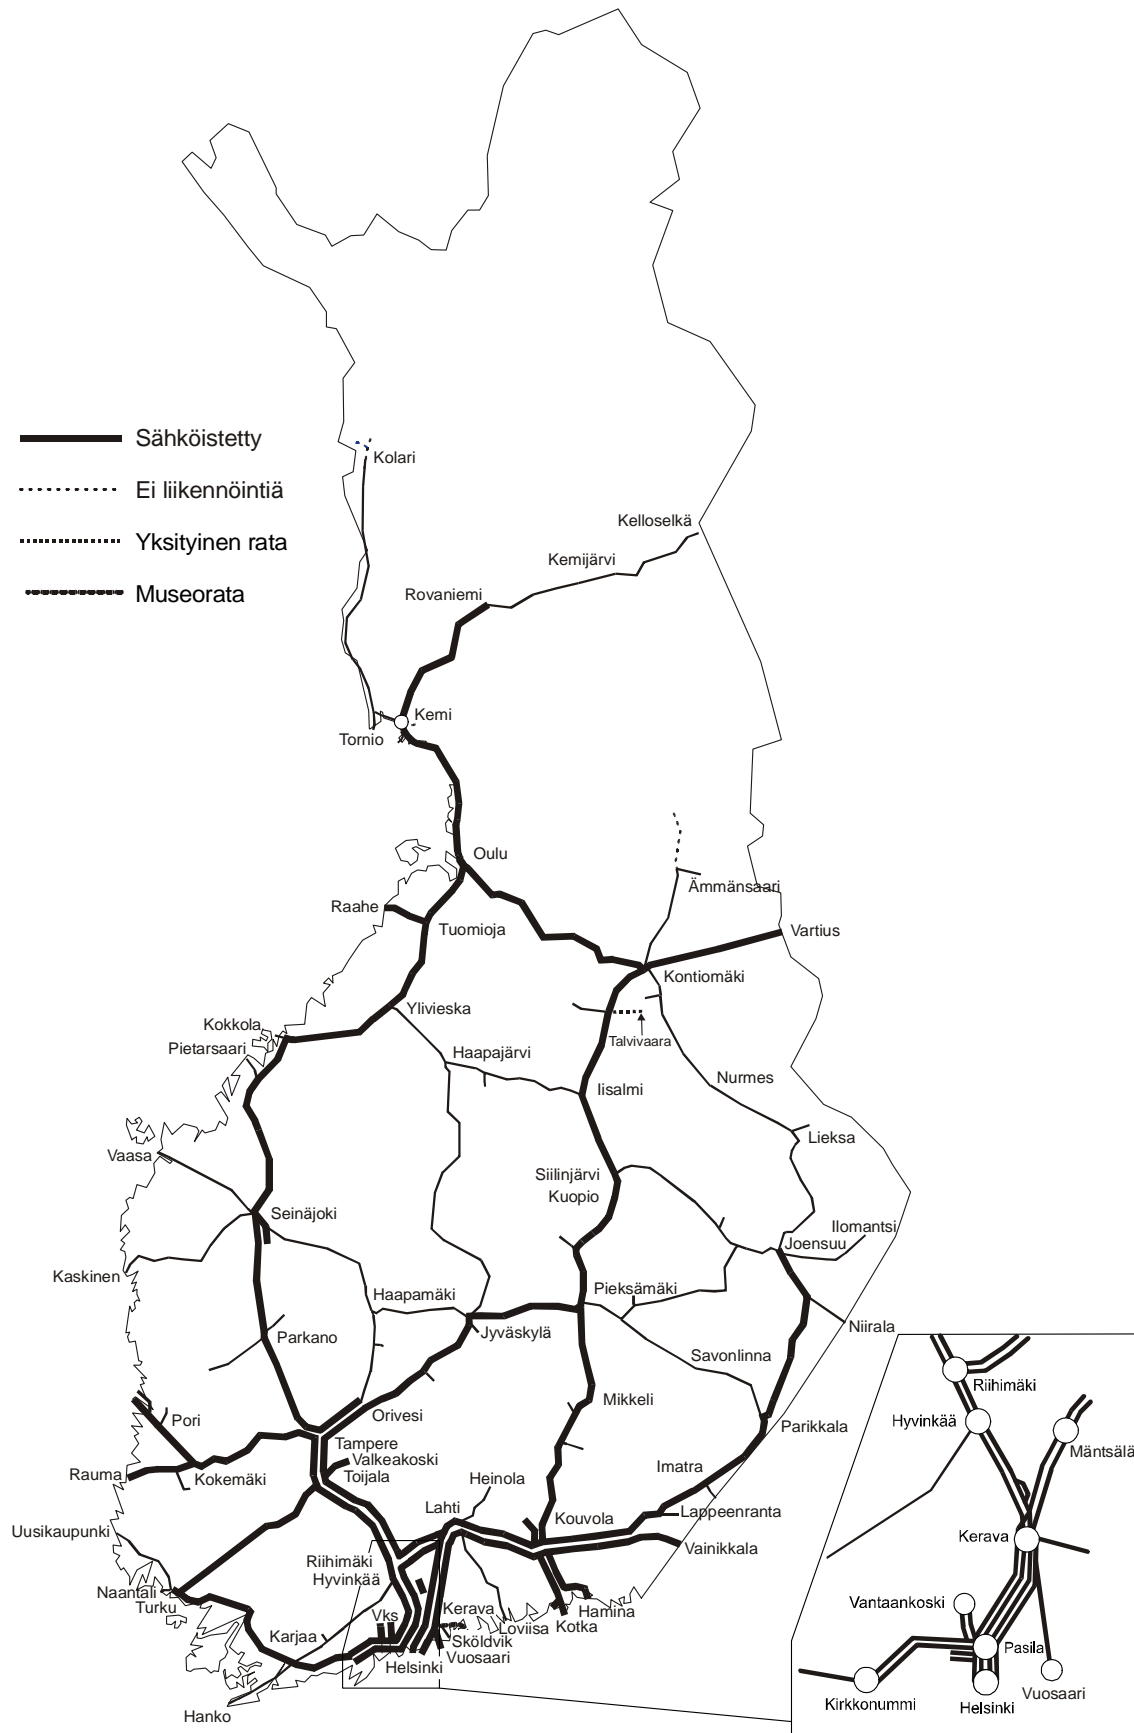 Sähköistetty
Kolari
Ei liikennöintiä
Kelloselkä
Yksityinen rata
Kemijärvi
Museorata
Rovaniemi
Kemi
Tornio
Oulu
Ämmänsaari
Raahe
Tuomioja
Vartius
Kontiomäki
Ylivieska
Kokkola
Talvivaara
Pietarsaari
Haapajärvi
Nurmes
Iisalmi
Lieksa
Vaasa
Siilinjärvi
Kuopio
Seinäjoki
Ilomantsi
Joensuu
Kaskinen
Haapamäki
Pieksämäki
Niirala
Parkano
Jyväskylä
Savonlinna
Riihimäki
Mikkeli
Orivesi
Pori
Parikkala
Hyvinkää
Mäntsälä
Tampere
Valkeakoski
Toijala
Rauma
Kokemäki
Heinola
Imatra
Lahti
Kouvola
Lappeenranta
Uusikaupunki
Kerava
Vainikkala
Riihimäki
Hyvinkää
Naantali
Turku
Vks
Kerava
Hamina
Vantaankoski
Loviisa
Kotka
Karjaa
Sköldvik
Vuosaari
Pasila
Helsinki
Kirkkonummi
Helsinki
Vuosaari
Hanko